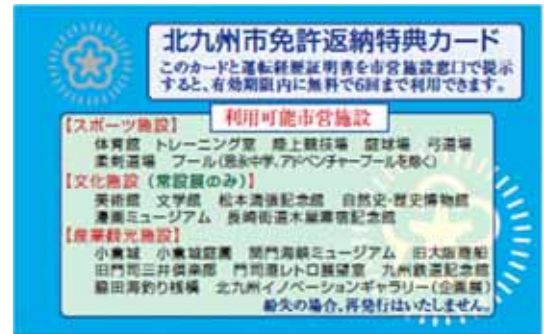 北九州市免許返納特典カード
このカードと運転経歴証明書を市営施設窓口で提示
すると、有効期限内に無料で6回まで利用できます。
利用可能市営施設
【スポーツ施設】
体育館 トレーニング室 陸上競技場 庭球場 弓道場
柔剣道場 プール(思永中学、アドベンチャープールを除く)
【文化施設(常設展のみ)】
美術館 文学館 松本清張記念館 自然史・歴史博物館
漫画ミュージアム 長崎街道木屋瀬宿記念館
【産業観光施設】
小倉城 小倉城庭園 関門海峡ミュージアム 旧大阪商船
旧門司三井倶楽部 門司港レトロ展望室 九州鉄道記念館
脇田海釣り桟橋 北九州イノベーションギャラリー(企画展)
紛失の場合、再発行はいたしません。